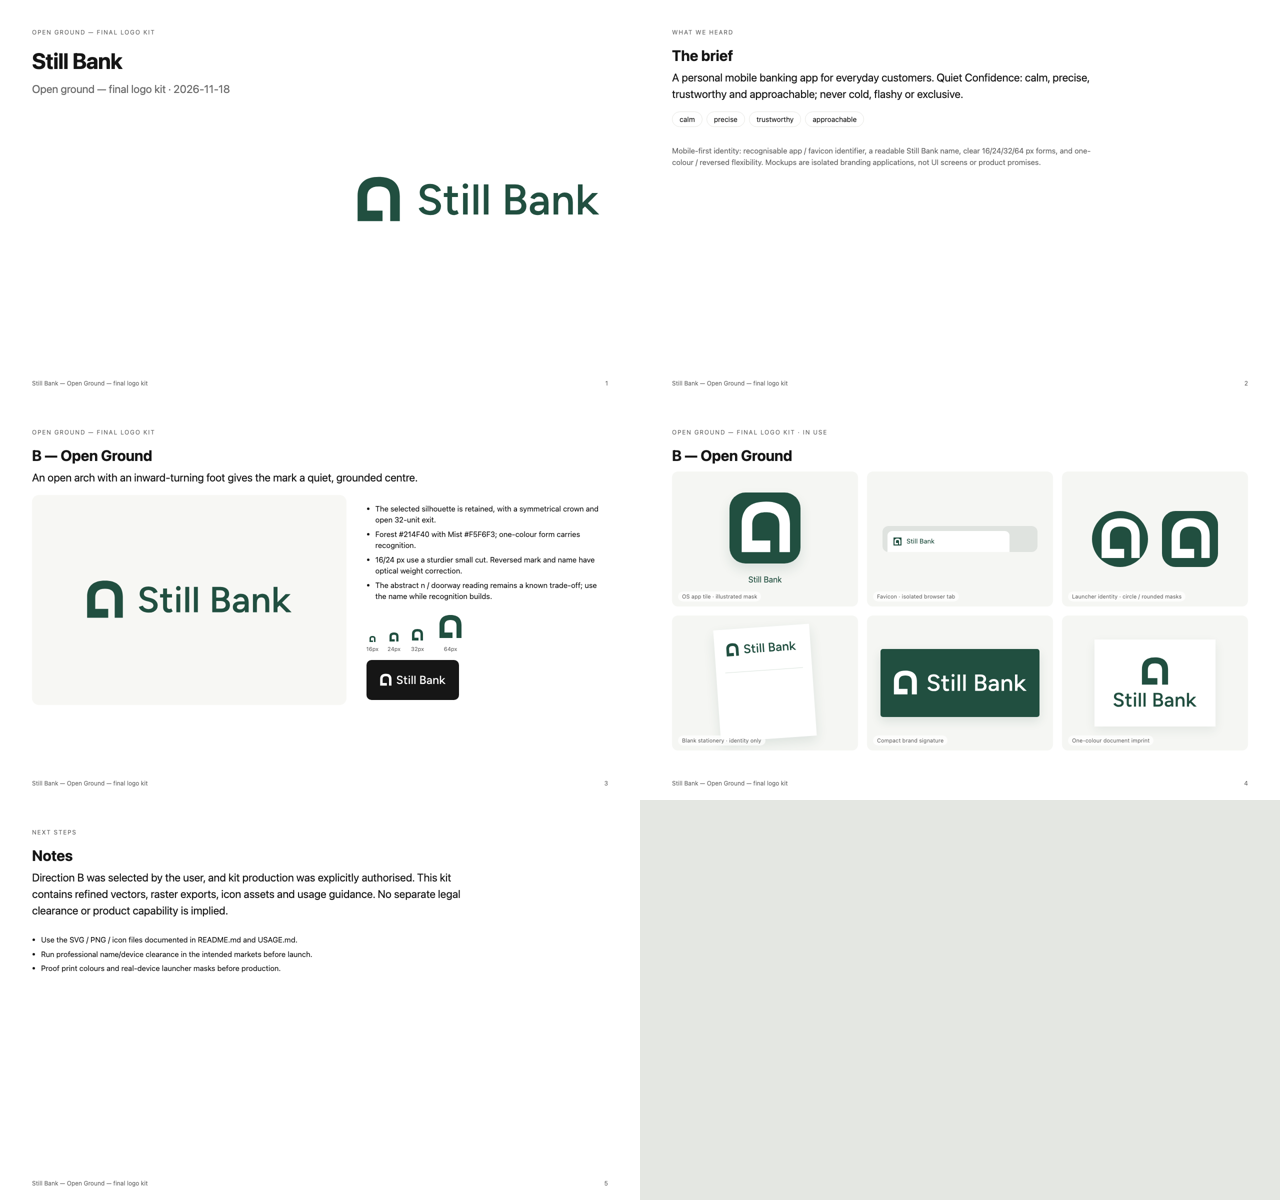 OPEN GROUND — FINAL LOGO KIT
Still Bank
Open ground — final logo kit · 2026-11-18
Still Bank
Still Bank — Open Ground — final logo kit
1
WHAT WE HEARD
The brief
A personal mobile banking app for everyday customers. Quiet Confidence: calm, precise,
trustworthy and approachable; never cold, flashy or exclusive.
calm
precise
trustworthy
approachable
Mobile-first identity: recognisable app / favicon identifier, a readable Still Bank name, clear 16/24/32/64 px forms, and one-
colour / reversed flexibility. Mockups are isolated branding applications, not UI screens or product promises.
Still Bank — Open Ground — final logo kit
2
OPEN GROUND — FINAL LOGO KIT
B — Open Ground
An open arch with an inward-turning foot gives the mark a quiet, grounded centre.
Still Bank
• The selected silhouette is retained, with a symmetrical crown and
open 32-unit exit.
• Forest #214F40 with Mist #F5F6F3; one-colour form carries
recognition.
• 16/24 px use a sturdier small cut. Reversed mark and name have
optical weight correction.
• The abstract n / doorway reading remains a known trade-off; use
the name while recognition builds.
16px
24px
32px
64px
Still Bank
Still Bank — Open Ground — final logo kit
3
OPEN GROUND — FINAL LOGO KIT · IN USE
B — Open Ground
Still Bank
OS app tile · illustrated mask
Still Bank
Favicon · isolated browser tab
Launcher identity · circle / rounded masks
Still Bank
Blank stationery · identity only
Still Bank
Compact brand signature
Still Bank
One-colour document imprint
Still Bank — Open Ground — final logo kit
4
NEXT STEPS
Notes
Direction B was selected by the user, and kit production was explicitly authorised. This kit
contains refined vectors, raster exports, icon assets and usage guidance. No separate legal
clearance or product capability is implied.
• Use the SVG / PNG / icon files documented in README.md and USAGE.md.
• Run professional name/device clearance in the intended markets before launch.
• Proof print colours and real-device launcher masks before production.
Still Bank — Open Ground — final logo kit
5